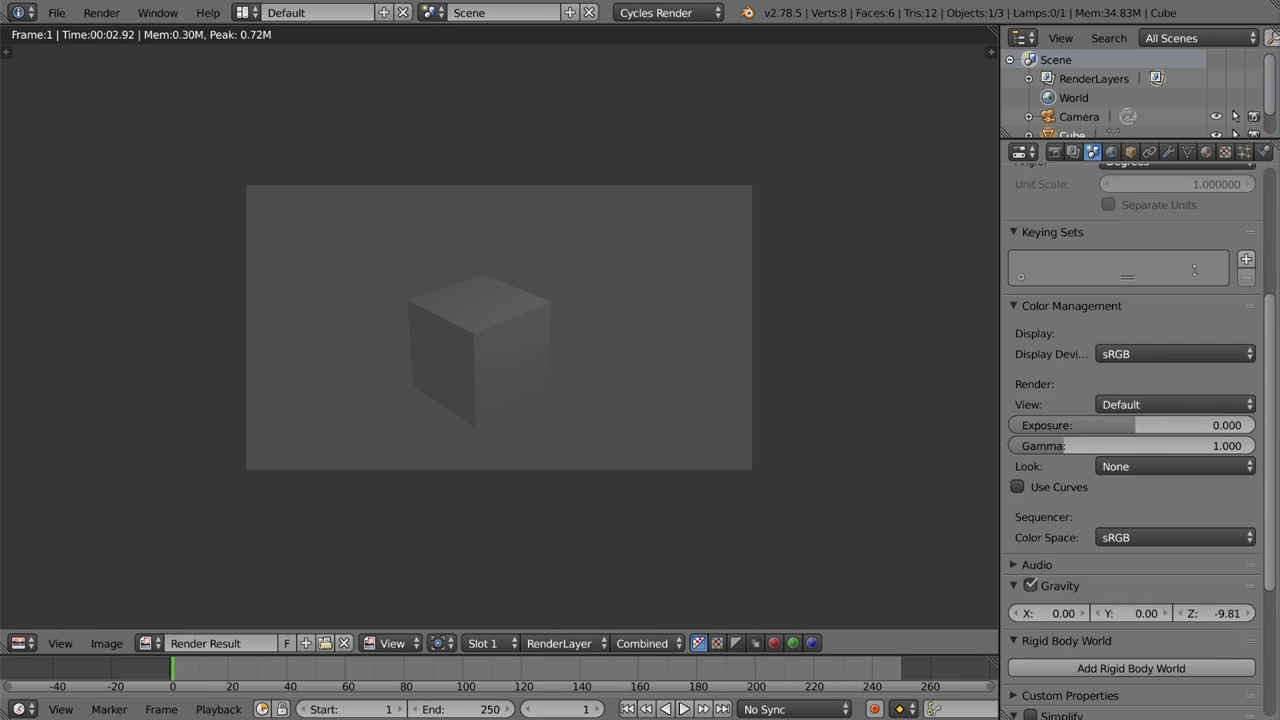 File Render Window Help Default Scene Cycles Render v2.78.5 | Verts:8 | Faces:6 | Tris:12 | Objects:1/3 | Lamps:0/1 | Mem:34.83M | Cube
Frame:1 | Time:00:02.92 | Mem:0.30M, Peak: 0.72M
View Search All Scenes
Scene
RenderLayers
World
Camera
Cube
Degrees
Unit Scale: 1.000000
Separate Units
Keying Sets
Color Management
Display:
Display Devi... sRGB
Render:
View: Default
Exposure: 0.000
Gamma: 1.000
Look: None
Use Curves
Sequencer:
Color Space: sRGB
Audio
Gravity
X: 0.00 Y: 0.00 Z: -9.81
Rigid Body World
Add Rigid Body World
Custom Properties
Simplify
View Image Render Result F View Slot 1 RenderLayer Combined
-40 -20 0 20 40 60 80 100 120 140 160 180 200 220 240 260
View Marker Frame Playback Start: 1 End: 250 1 No Sync